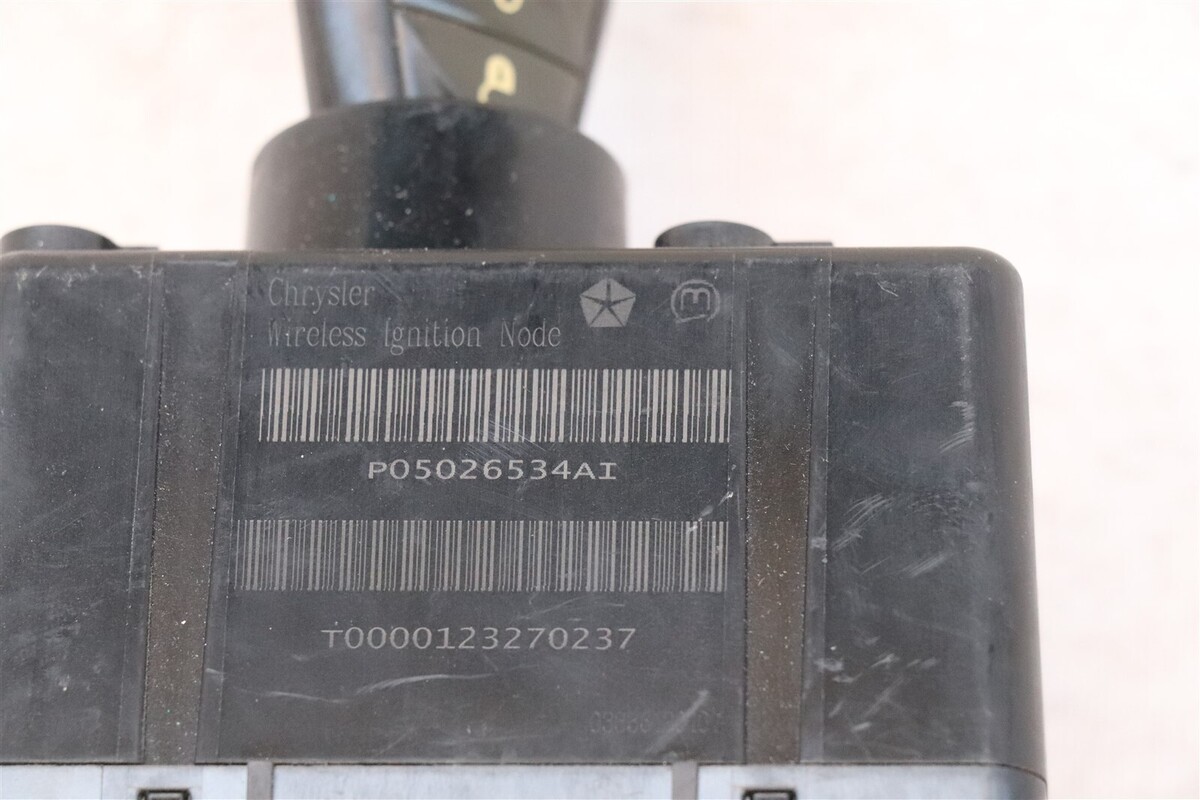 Chrysler
Wireless Ignition Node
P05026534AI
T0000123270237